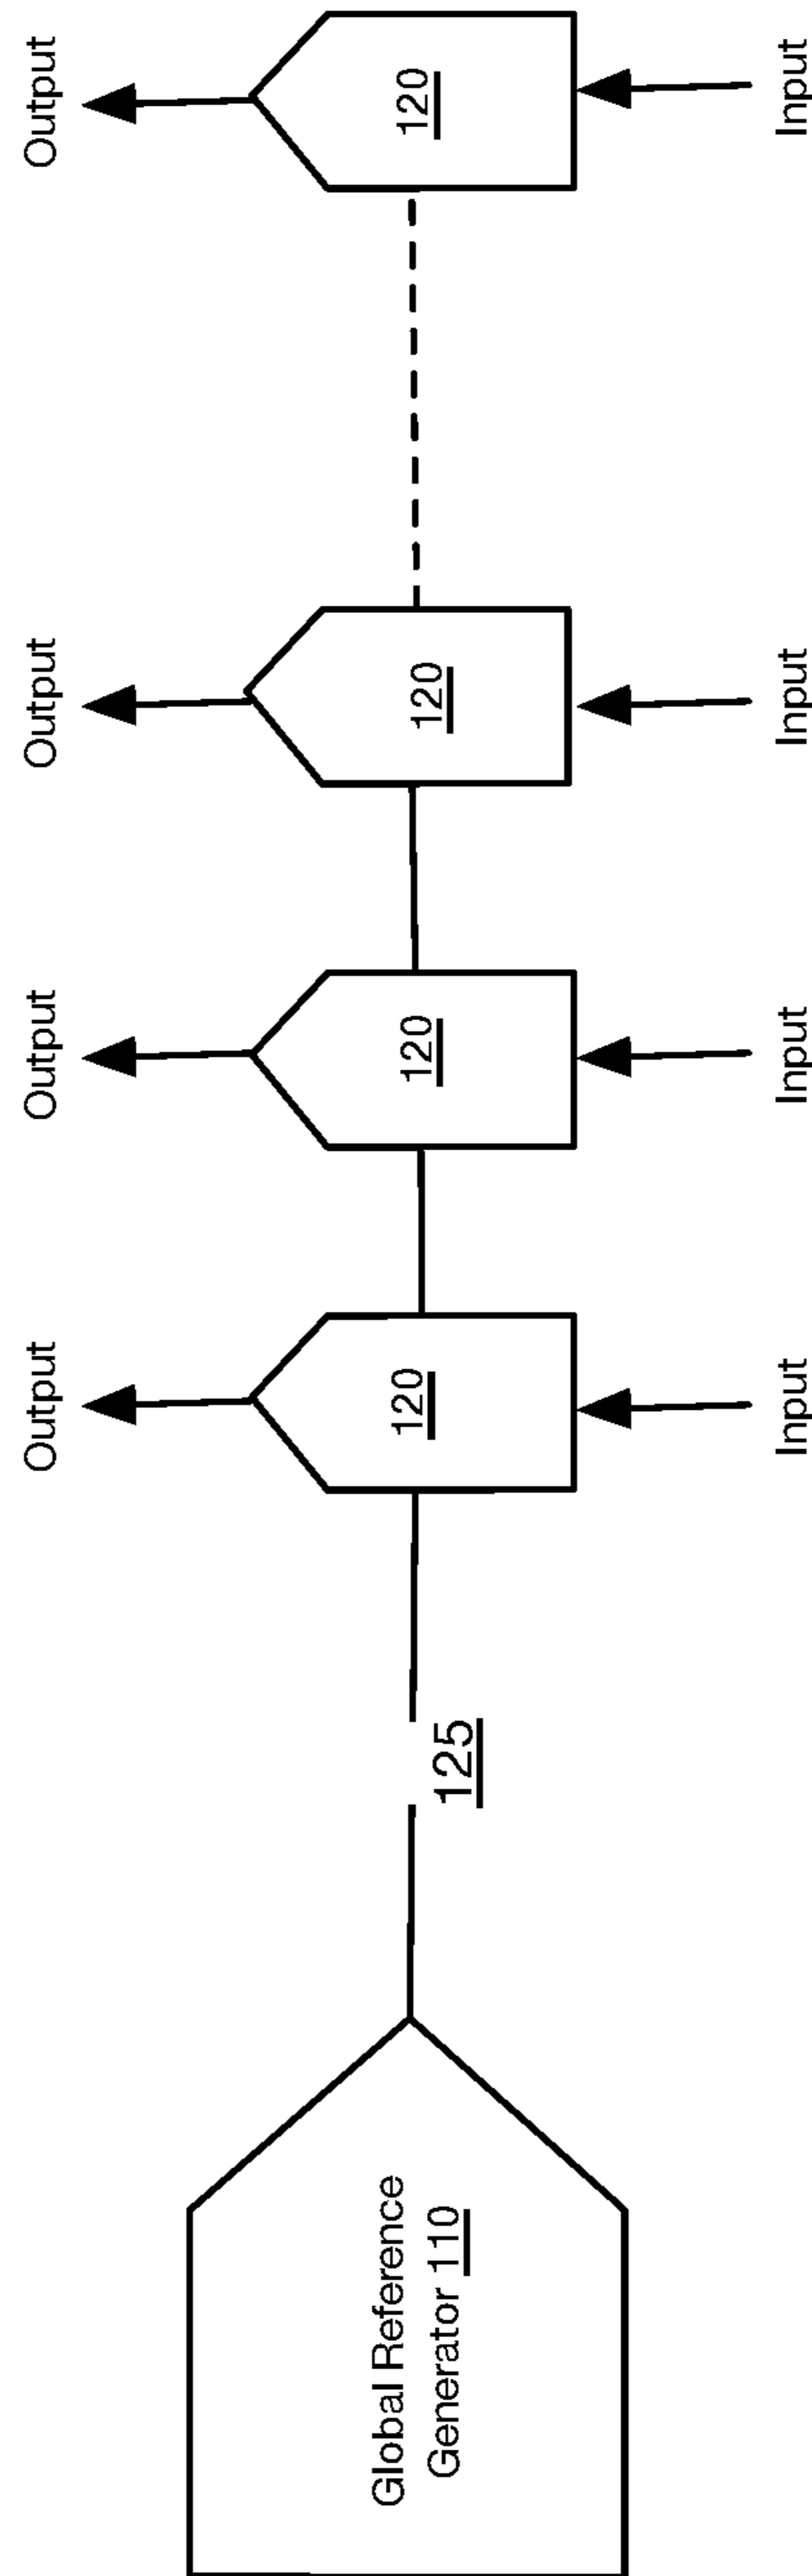 Output
Output
Output
Output
Global Reference
Generator 110
125
120
120
120
120
Input
Input
Input
Input